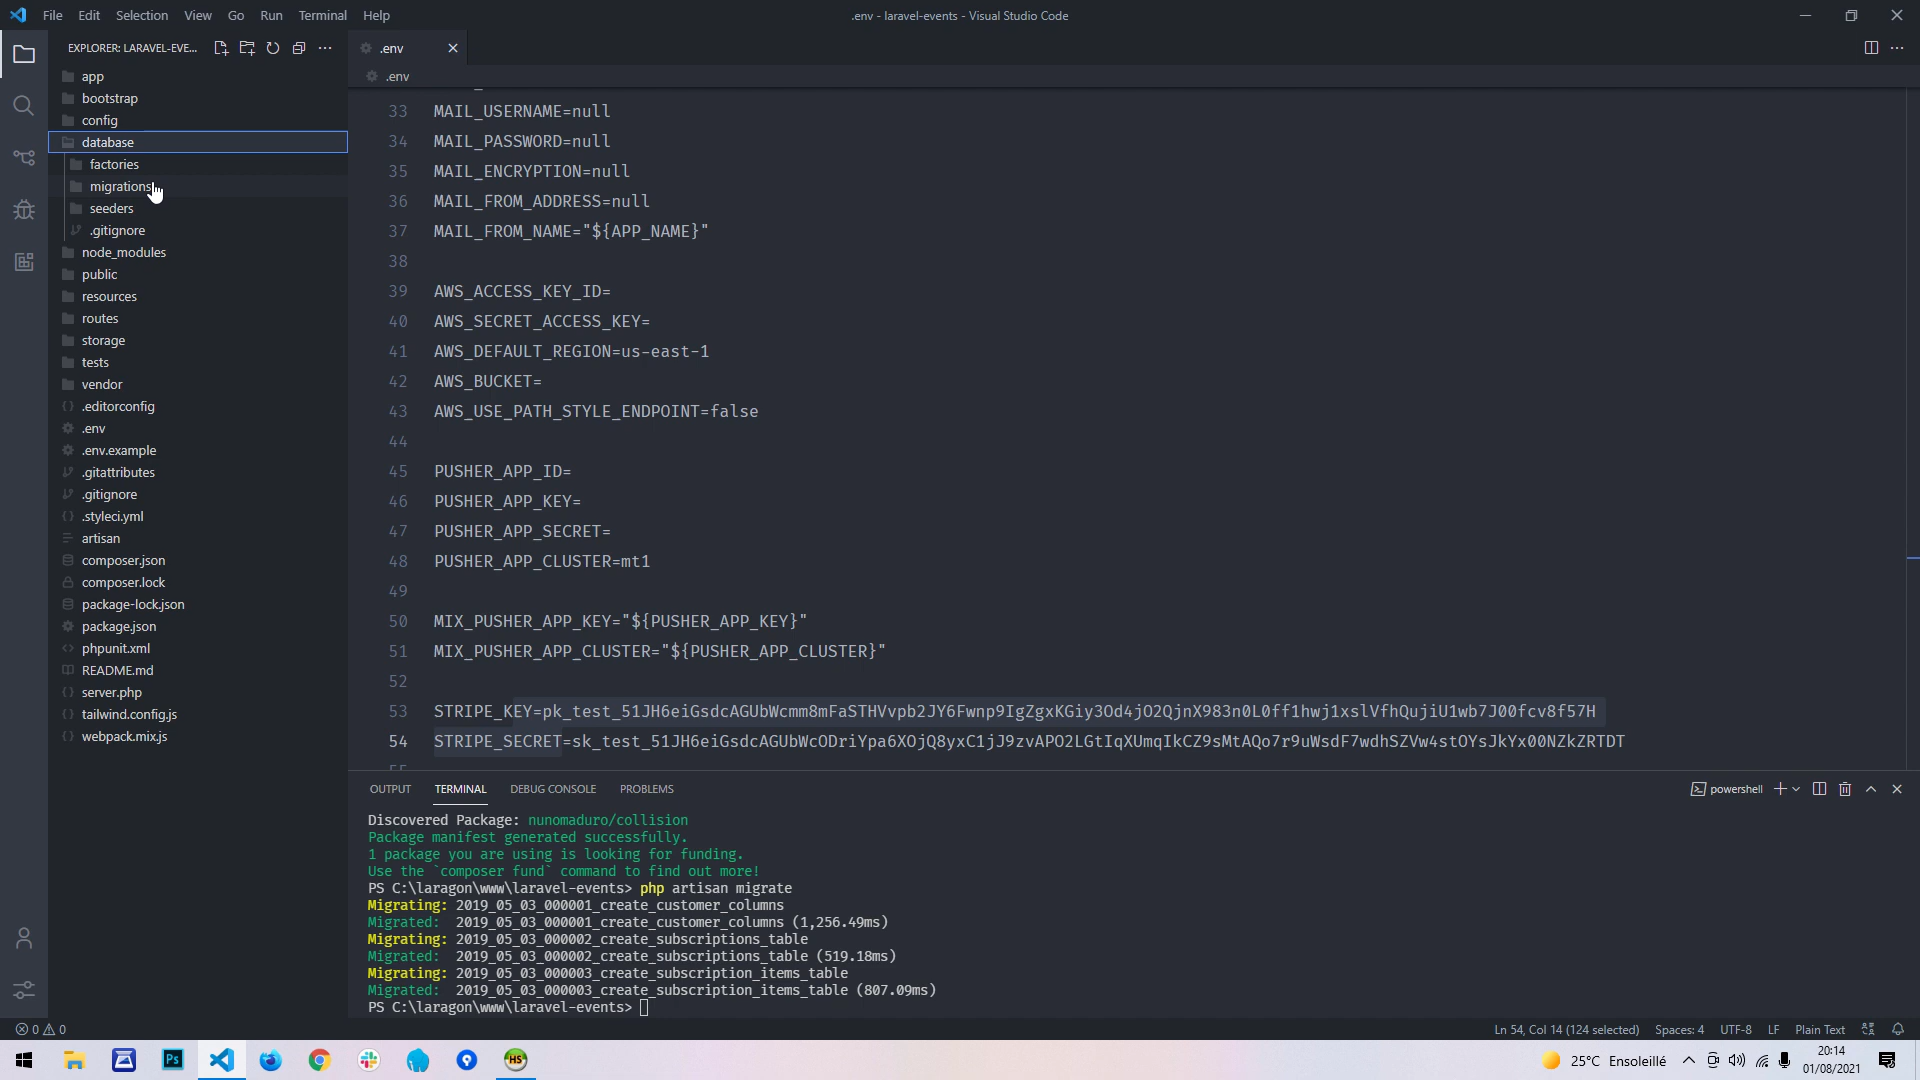 File Edit Selection View Go Run Terminal Help
.env - laravel-events - Visual Studio Code
EXPLORER: LARAVEL-EVE...
app
bootstrap
config
database
factories
migrations
seeders
.gitignore
node_modules
public
resources
routes
storage
tests
vendor
.editorconfig
.env
.env.example
.gitattributes
.gitignore
.styleci.yml
artisan
composer.json
composer.lock
package-lock.json
package.json
phpunit.xml
README.md
server.php
tailwind.config.js
webpack.mix.js
.env
.env
33 MAIL_USERNAME=null
34 MAIL_PASSWORD=null
35 MAIL_ENCRYPTION=null
36 MAIL_FROM_ADDRESS=null
37 MAIL_FROM_NAME="${APP_NAME}"
38
39 AWS_ACCESS_KEY_ID=
40 AWS_SECRET_ACCESS_KEY=
41 AWS_DEFAULT_REGION=us-east-1
42 AWS_BUCKET=
43 AWS_USE_PATH_STYLE_ENDPOINT=false
44
45 PUSHER_APP_ID=
46 PUSHER_APP_KEY=
47 PUSHER_APP_SECRET=
48 PUSHER_APP_CLUSTER=mt1
49
50 MIX_PUSHER_APP_KEY="${PUSHER_APP_KEY}"
51 MIX_PUSHER_APP_CLUSTER="${PUSHER_APP_CLUSTER}"
52
53 STRIPE_KEY=pk_test_51JH6eiGsdcAGUbWcmm8mFaSTHVvpb2JY6Fwnp9IgZgxKGiy3Od4jO2QjnX983n0L0ff1hwj1xslVfhQujiU1wb7J00fcv8f57H
54 STRIPE_SECRET=sk_test_51JH6eiGsdcAGUbWcODriYpa6XOjQ8yxC1jJ9zvAPO2LGtIqXUmqIkCZ9sMtAQo7r9uWsdF7wdhSZVw4stOYsJkYx00NZkZRTDT
OUTPUT TERMINAL DEBUG CONSOLE PROBLEMS
powershell
Discovered Package: nunomaduro/collision
Package manifest generated successfully.
1 package you are using is looking for funding.
Use the `composer fund` command to find out more!
PS C:\laragon\www\laravel-events> php artisan migrate
Migrating: 2019_05_03_000001_create_customer_columns
Migrated:  2019_05_03_000001_create_customer_columns (1,256.49ms)
Migrating: 2019_05_03_000002_create_subscriptions_table
Migrated:  2019_05_03_000002_create_subscriptions_table (519.18ms)
Migrating: 2019_05_03_000003_create_subscription_items_table
Migrated:  2019_05_03_000003_create_subscription_items_table (807.09ms)
PS C:\laragon\www\laravel-events>
0 0
Ln 54, Col 14 (124 selected) Spaces: 4 UTF-8 LF Plain Text
Ps
HS
25°C Ensoleillé
20:14
01/08/2021